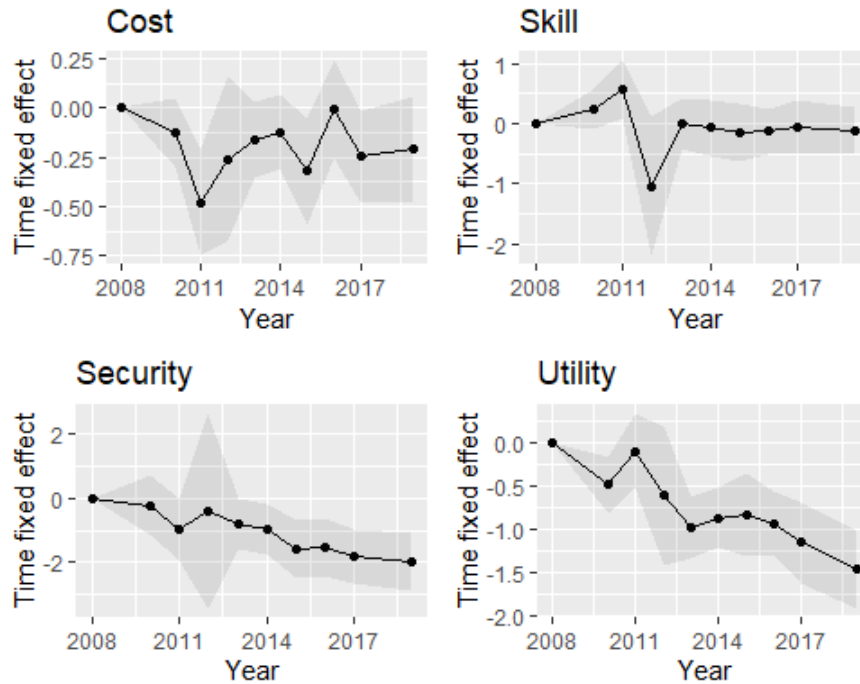 Cost
Time fixed effect
0.25
0.00
-0.25
-0.50
-0.75
2008 2011 2014 2017
Year
Skill
Time fixed effect
1
0
-1
-2
2008 2011 2014 2017
Year
Security
Time fixed effect
2
0
-2
2008 2011 2014 2017
Year
Utility
Time fixed effect
0.0
-0.5
-1.0
-1.5
-2.0
2008 2011 2014 2017
Year